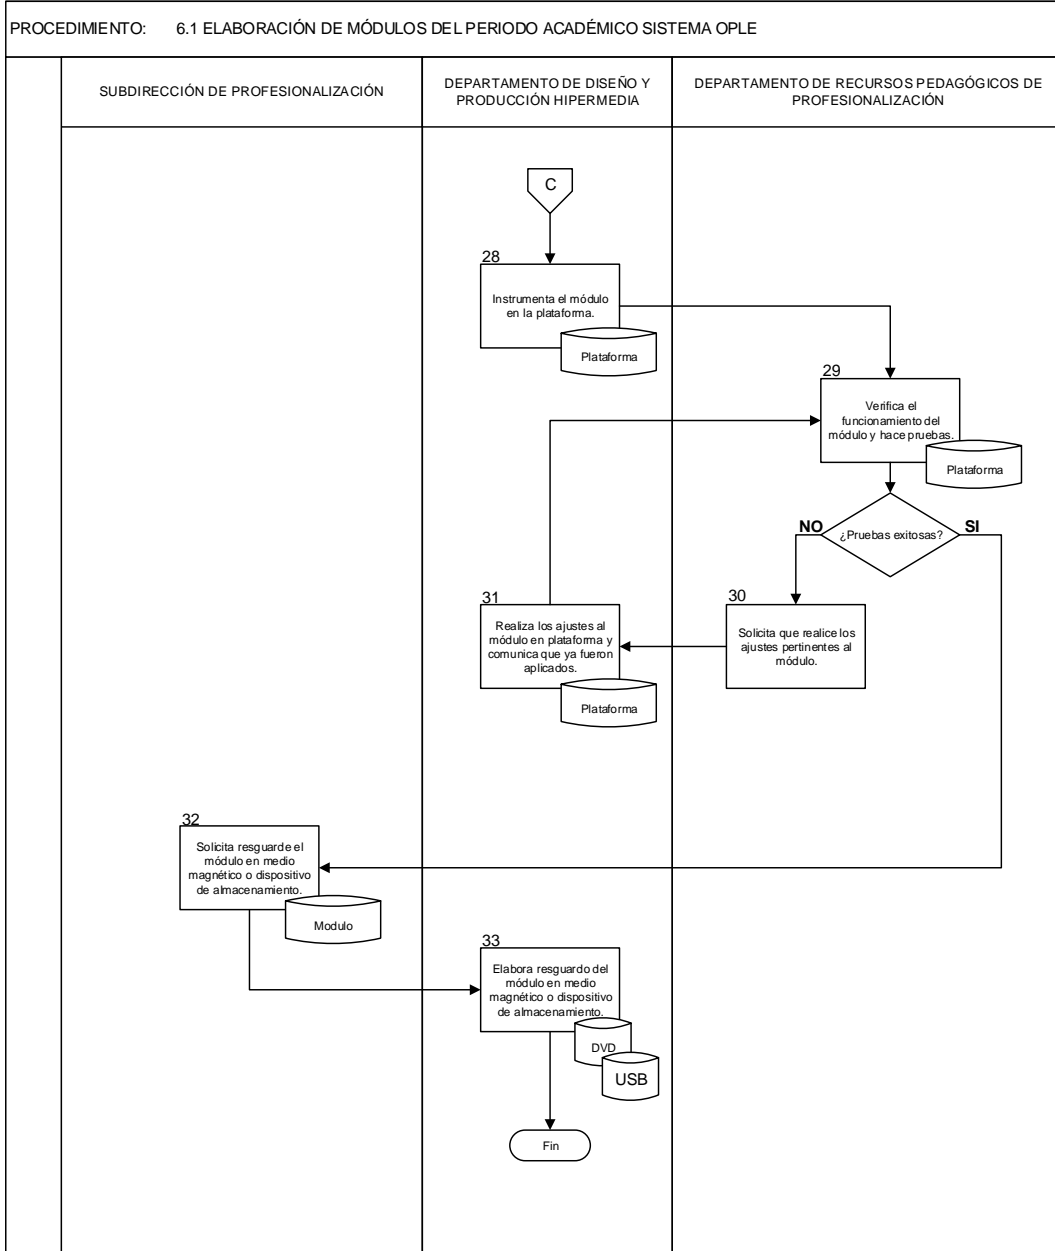 PROCEDIMIENTO: 6.1 ELABORACIÓN DE MÓDULOS DEL PERIODO ACADÉMICO SISTEMA OPLE
SUBDIRECCIÓN DE PROFESIONALIZACIÓN
DEPARTAMENTO DE DISEÑO Y
PRODUCCIÓN HIPERMEDIA
DEPARTAMENTO DE RECURSOS PEDAGÓGICOS DE
PROFESIONALIZACIÓN
C
28
Instrumenta el módulo
en la plataforma.
Plataforma
29
Verifica el
funcionamiento del
módulo y hace pruebas.
Plataforma
¿Pruebas exitosas?
NO
SI
30
Solicita que realice los
ajustes pertinentes al
módulo.
31
Realiza los ajustes al
módulo en plataforma y
comunica que ya fueron
aplicados.
Plataforma
32
Solicita resguarde el
módulo en medio
magnético o dispositivo
de almacenamiento.
Modulo
33
Elabora resguardo del
módulo en medio
magnético o dispositivo
de almacenamiento.
DVD
USB
Fin